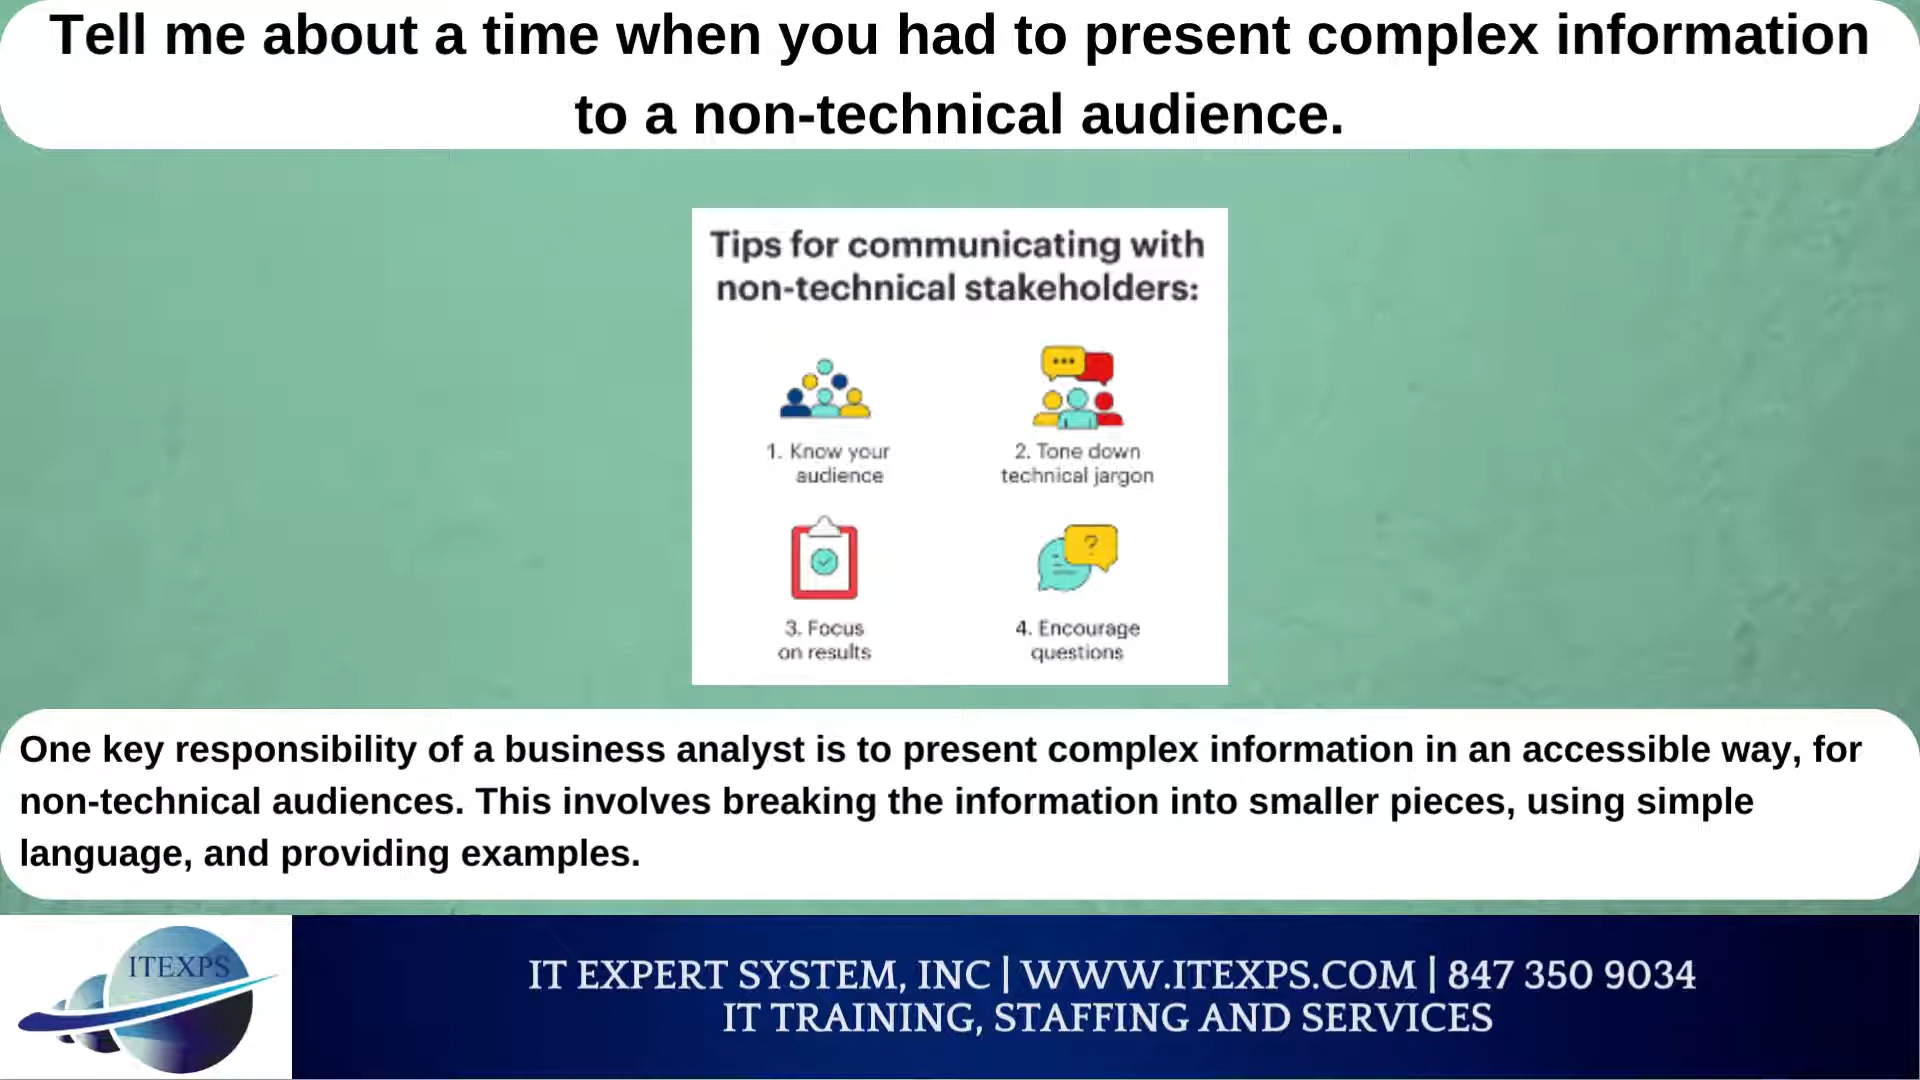 Tell me about a time when you had to present complex information
to a non-technical audience.
Tips for communicating with
non-technical stakeholders:
1. Know your
audience
2. Tone down
technical jargon
3. Focus
on results
4. Encourage
questions
?
One key responsibility of a business analyst is to present complex information in an accessible way, for
non-technical audiences. This involves breaking the information into smaller pieces, using simple
language, and providing examples.
ITEXPS
IT EXPERT SYSTEM, INC | WWW.ITEXPS.COM | 847 350 9034
IT TRAINING, STAFFING AND SERVICES